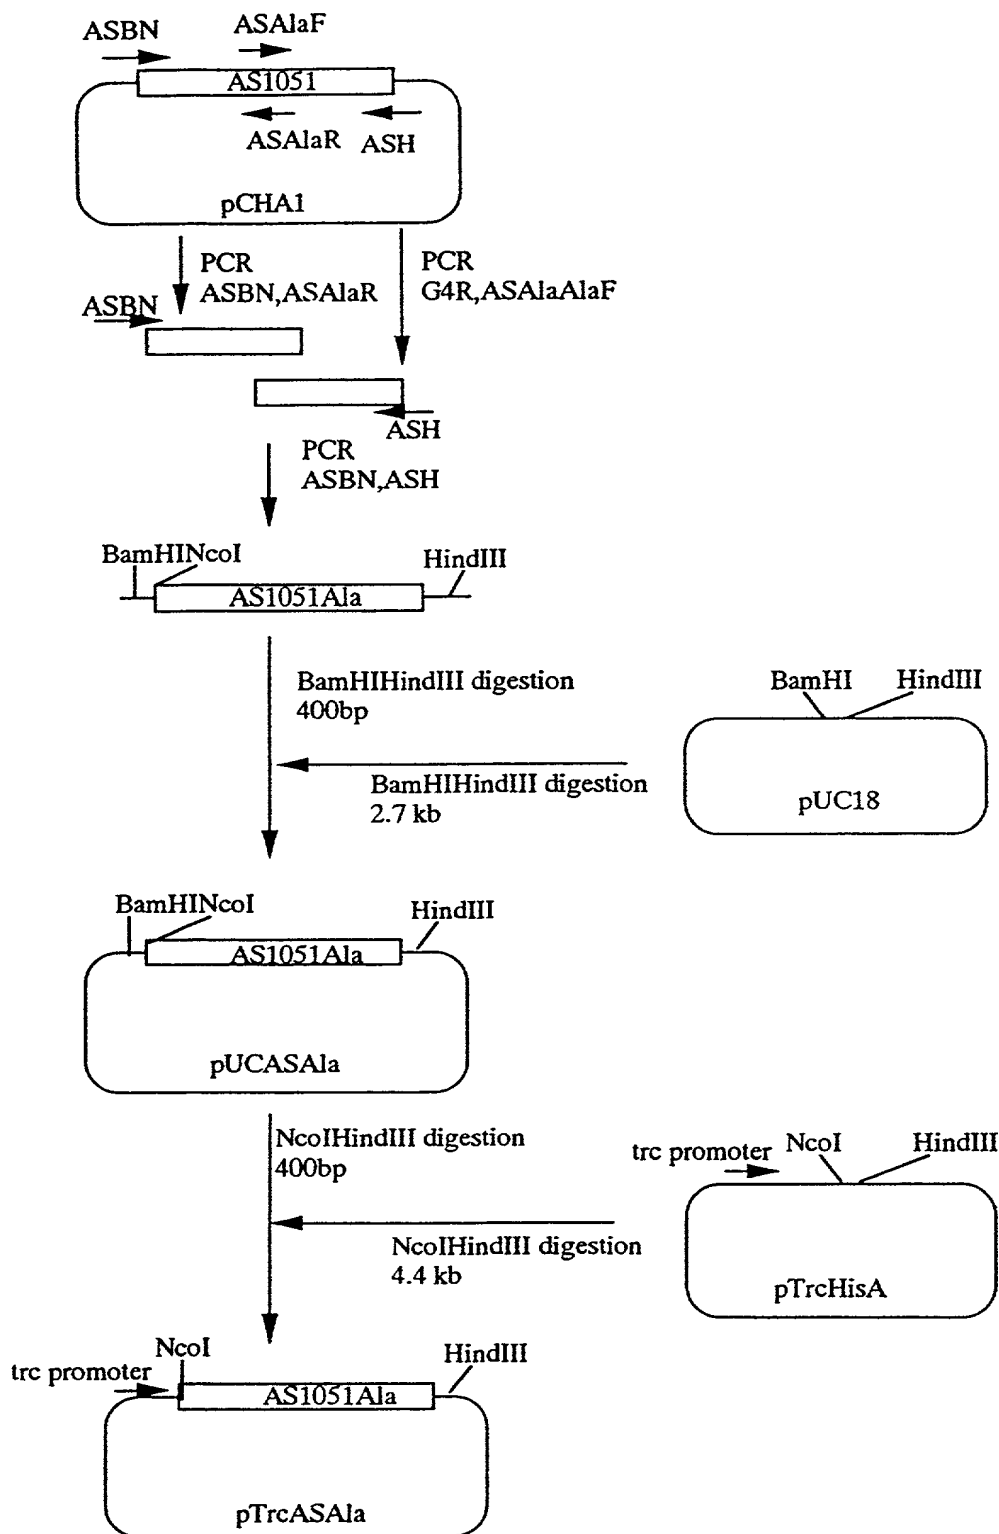 ASBN
ASAlaF
AS1051
ASAlaR
ASH
pCHA1
PCR
ASBN,ASAlaR
PCR
G4R,ASAlaAlaF
ASBN
ASH
PCR
ASBN,ASH
BamHINcoI
HindIII
AS1051Ala
BamHIHindIII digestion
400bp
BamHI
HindIII
BamHIHindIII digestion
2.7 kb
pUC18
BamHINcoI
HindIII
AS1051Ala
pUCASAla
NcoIHindIII digestion
400bp
trc promoter
NcoI
HindIII
NcoIHindIII digestion
4.4 kb
pTrcHisA
NcoI
trc promoter
HindIII
AS1051Ala
pTrcASAla